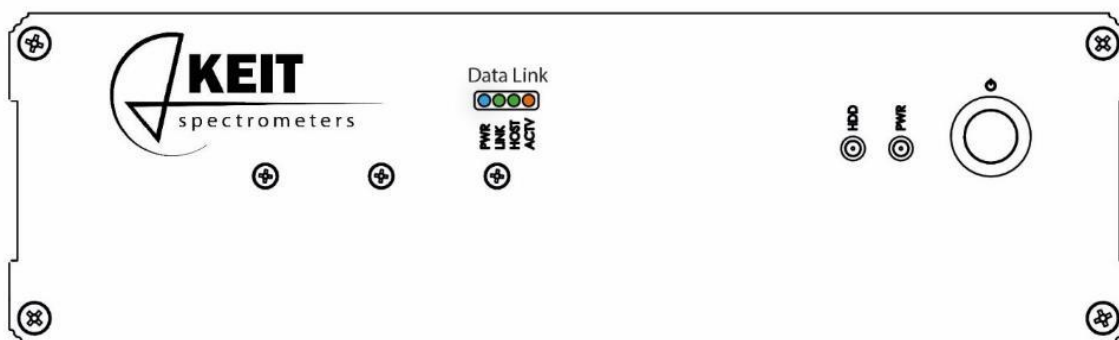 KEIT
spectrometers
Data Link
PWR
LINK
HOST
ACTV
HDD
PWR